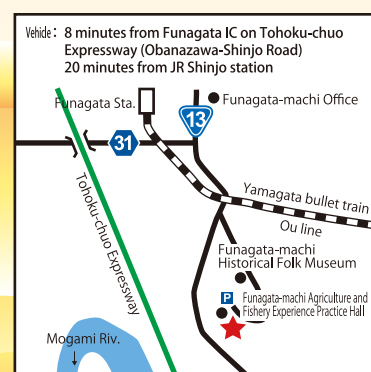 Vehicle: 8 minutes from Funagata IC on Tohoku-chuo
Expressway (Obanazawa-Shinjo Road)
20 minutes from JR Shinjo station
Funagata Sta.
Funagata-machi Office
13
31
Tohoku-chuo Expressway
Yamagata bullet train
Ou line
Funagata-machi
Historical Folk Museum
P
Funagata-machi Agriculture and
Fishery Experience Practice Hall
Mogami Riv.